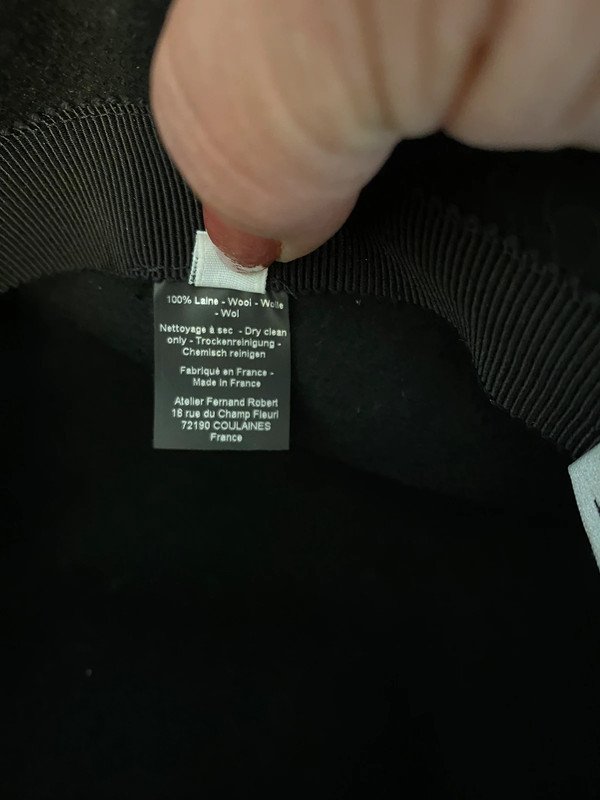 100% Laine - Wool - Wolle
- Wol
Nettoyage à sec - Dry clean
only - Trockenreinigung -
Chemisch reinigen
Fabriqué en France -
Made in France
Atelier Fernand Robert
18 rue du Champ Fleuri
72190 COULAINES
France